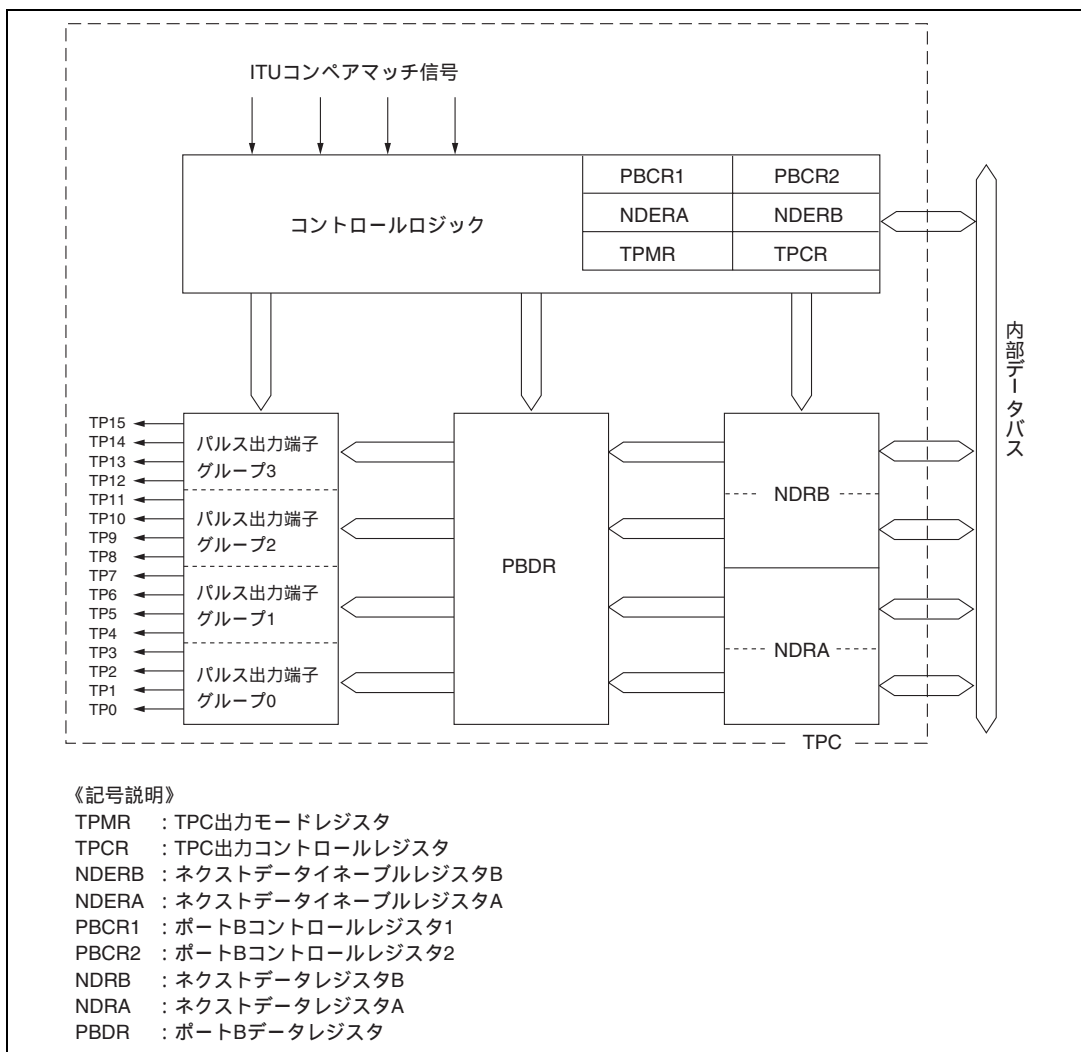 ITUコンペアマッチ信号
コントロールロジック
PBCR1 PBCR2
NDERA NDERB
TPMR TPCR
内部データバス
TP15
TP14
TP13
TP12
TP11
TP10
TP9
TP8
TP7
TP6
TP5
TP4
TP3
TP2
TP1
TP0
パルス出力端子
グループ3
パルス出力端子
グループ2
パルス出力端子
グループ1
パルス出力端子
グループ0
PBDR
NDRB
NDRA
TPC
《記号説明》
TPMR :TPC出力モードレジスタ
TPCR :TPC出力コントロールレジスタ
NDERB :ネクストデータイネーブルレジスタB
NDERA :ネクストデータイネーブルレジスタA
PBCR1 :ポートBコントロールレジスタ1
PBCR2 :ポートBコントロールレジスタ2
NDRB :ネクストデータレジスタB
NDRA :ネクストデータレジスタA
PBDR :ポートBデータレジスタ